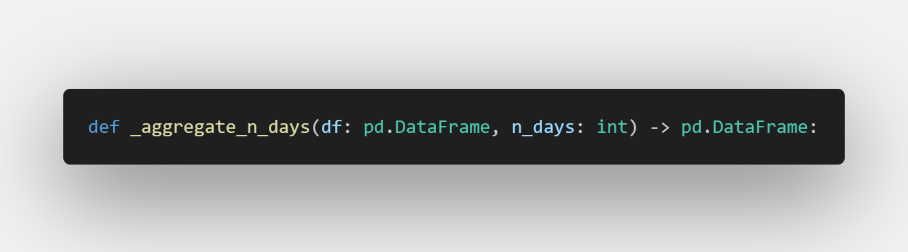 def _aggregate_n_days(df: pd.DataFrame, n_days: int) -> pd.DataFrame: